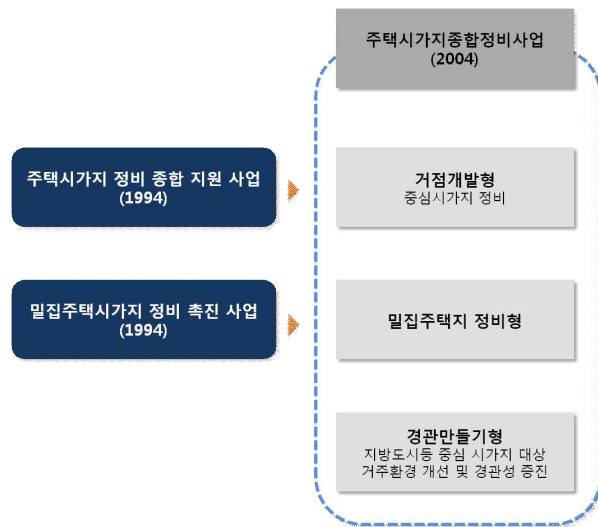 주택시가지종합정비사업
(2004)
주택시가지 정비 종합 지원 사업
(1994)
거점개발형
중심시가지 정비
밀집주택시가지 정비 촉진 사업
(1994)
밀집주택지 정비형
경관만들기형
지방도시등 중심 시가지 대상
거주환경 개선 및 경관성 증진